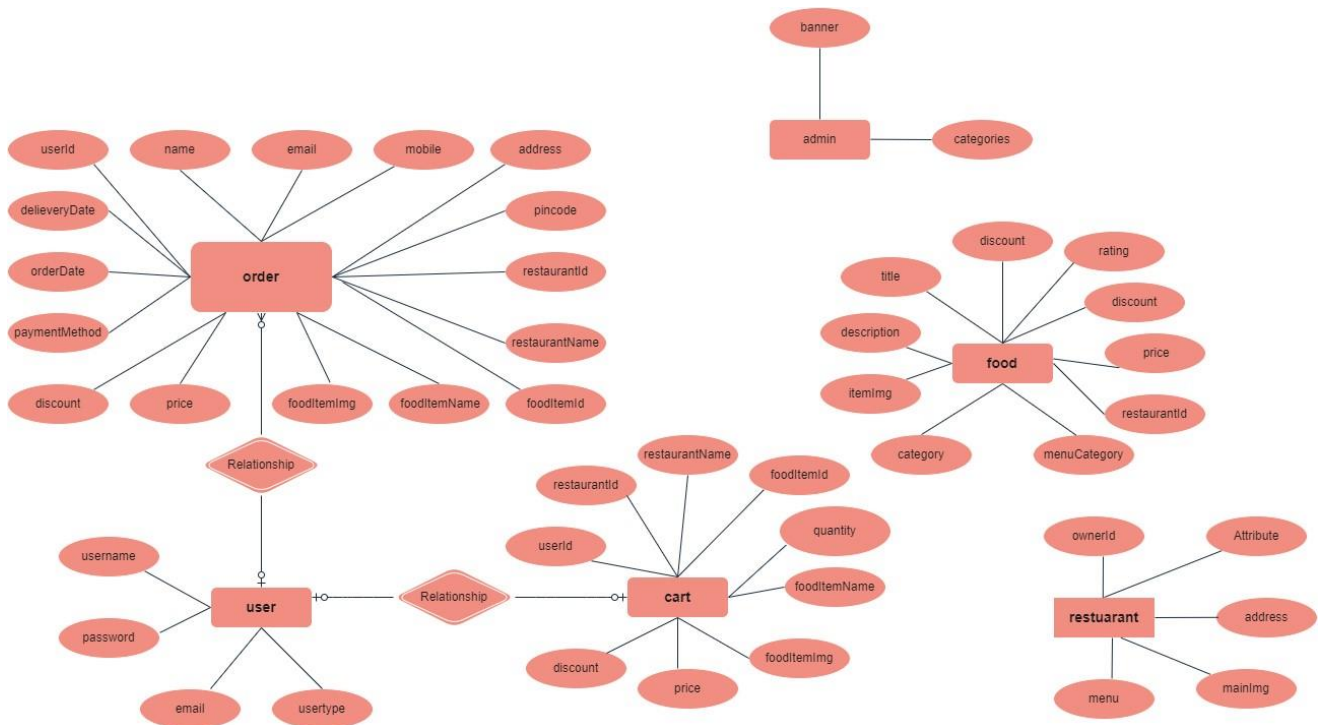 banner
admin
categories
userId
name
email
mobile
address
delieveryDate
pincode
orderDate
order
restaurantId
paymentMethod
restaurantName
discount
price
foodItemImg
foodItemName
foodItemId
discount
rating
title
discount
description
food
price
itemImg
restaurantId
category
menuCategory
Relationship
restaurantName
restaurantId
foodItemId
userId
quantity
cart
foodItemName
discount
price
foodItemImg
Relationship
username
user
password
email
usertype
ownerId
Attribute
restuarant
address
menu
mainImg